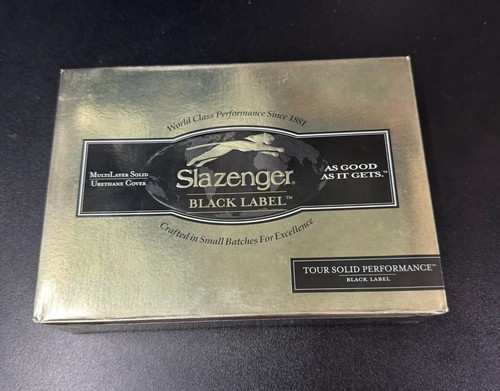 World Class Performance Since 1881
MultiLayer Solid
Urethane Cover
Slazenger®
BLACK LABEL™
AS GOOD
AS IT GETS.™
Crafted in Small Batches For Excellence
TOUR SOLID PERFORMANCE™
BLACK LABEL